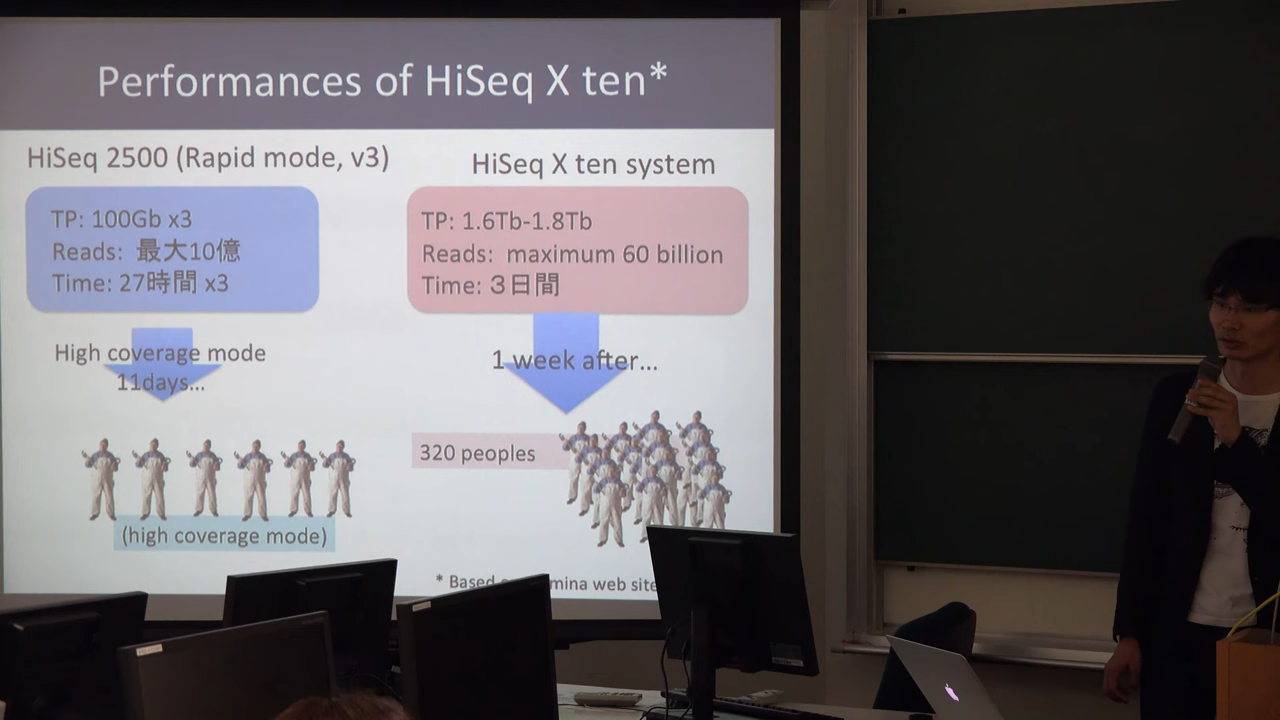 Performances of HiSeq X ten*
HiSeq 2500 (Rapid mode, v3)
TP: 100Gb x3
Reads: 最大10億
Time: 27時間 x3
High coverage mode
11days...
(high coverage mode)
HiSeq X ten system
TP: 1.6Tb-1.8Tb
Reads: maximum 60 billion
Time: 3日間
1 week after...
320 peoples
* Based mina web site